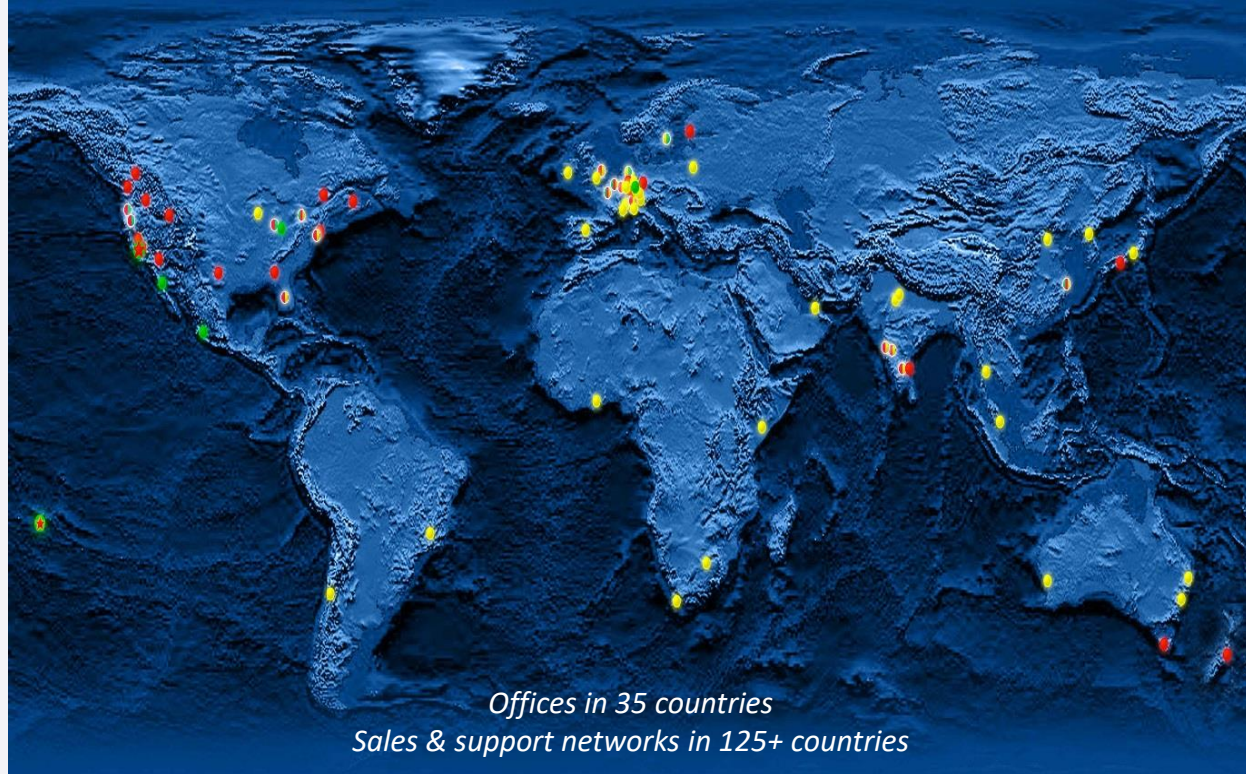 Offices in 35 countries
Sales & support networks in 125+ countries